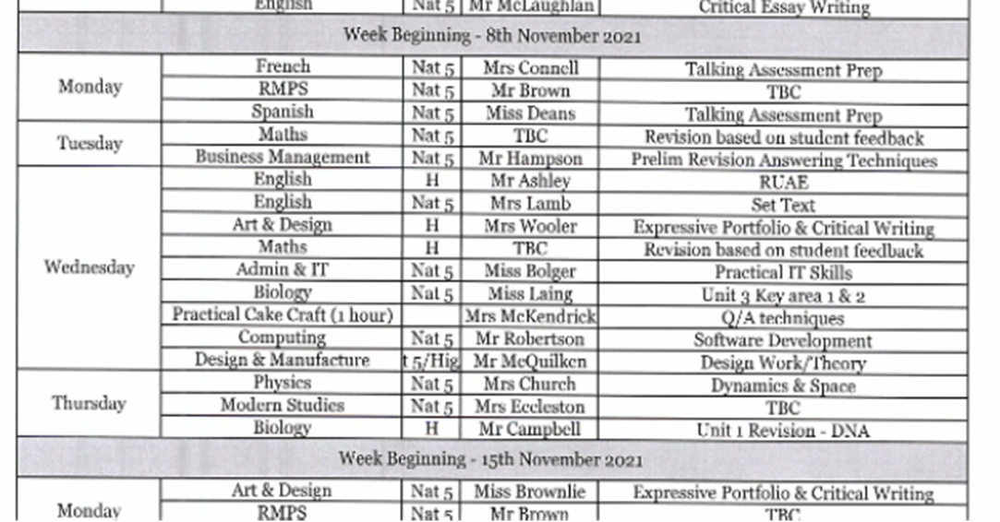 English Nat 5 Mr McLaughlan Critical Essay Writing
Week Beginning - 8th November 2021
Monday
French Nat 5 Mrs Connell Talking Assessment Prep
RMPS Nat 5 Mr Brown TBC
Spanish Nat 5 Miss Deans Talking Assessment Prep
Tuesday
Maths Nat 5 TBC Revision based on student feedback
Business Management Nat 5 Mr Hampson Prelim Revision Answering Techniques
Wednesday
English H Mr Ashley RUAE
English Nat 5 Mrs Lamb Set Text
Art & Design H Mrs Wooler Expressive Portfolio & Critical Writing
Maths H TBC Revision based on student feedback
Admin & IT Nat 5 Miss Bolger Practical IT Skills
Biology Nat 5 Miss Laing Unit 3 Key area 1 & 2
Practical Cake Craft (1 hour) Mrs McKendrick Q/A techniques
Computing Nat 5 Mr Robertson Software Development
Design & Manufacture t 5/Hig Mr McQuilken Design Work/Theory
Thursday
Physics Nat 5 Mrs Church Dynamics & Space
Modern Studies Nat 5 Mrs Eccleston TBC
Biology H Mr Campbell Unit 1 Revision - DNA
Week Beginning - 15th November 2021
Monday
Art & Design Nat 5 Miss Brownlie Expressive Portfolio & Critical Writing
RMPS Nat 5 Mr Brown TBC